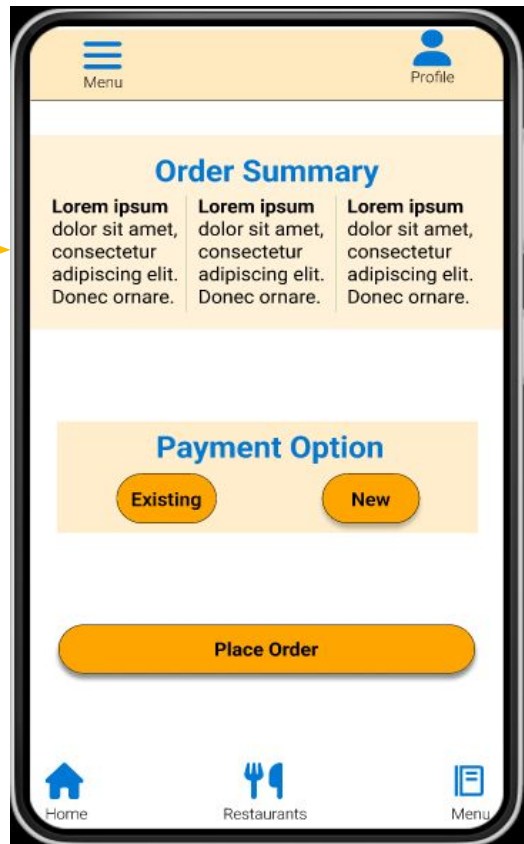 Menu
Profile
Order Summary
Lorem ipsum
dolor sit amet,
consectetur
adipiscing elit.
Donec ornare.
Lorem ipsum
dolor sit amet,
consectetur
adipiscing elit.
Donec ornare.
Lorem ipsum
dolor sit amet,
consectetur
adipiscing elit.
Donec ornare.
Payment Option
Existing
New
Place Order
Home
Restaurants
Menu